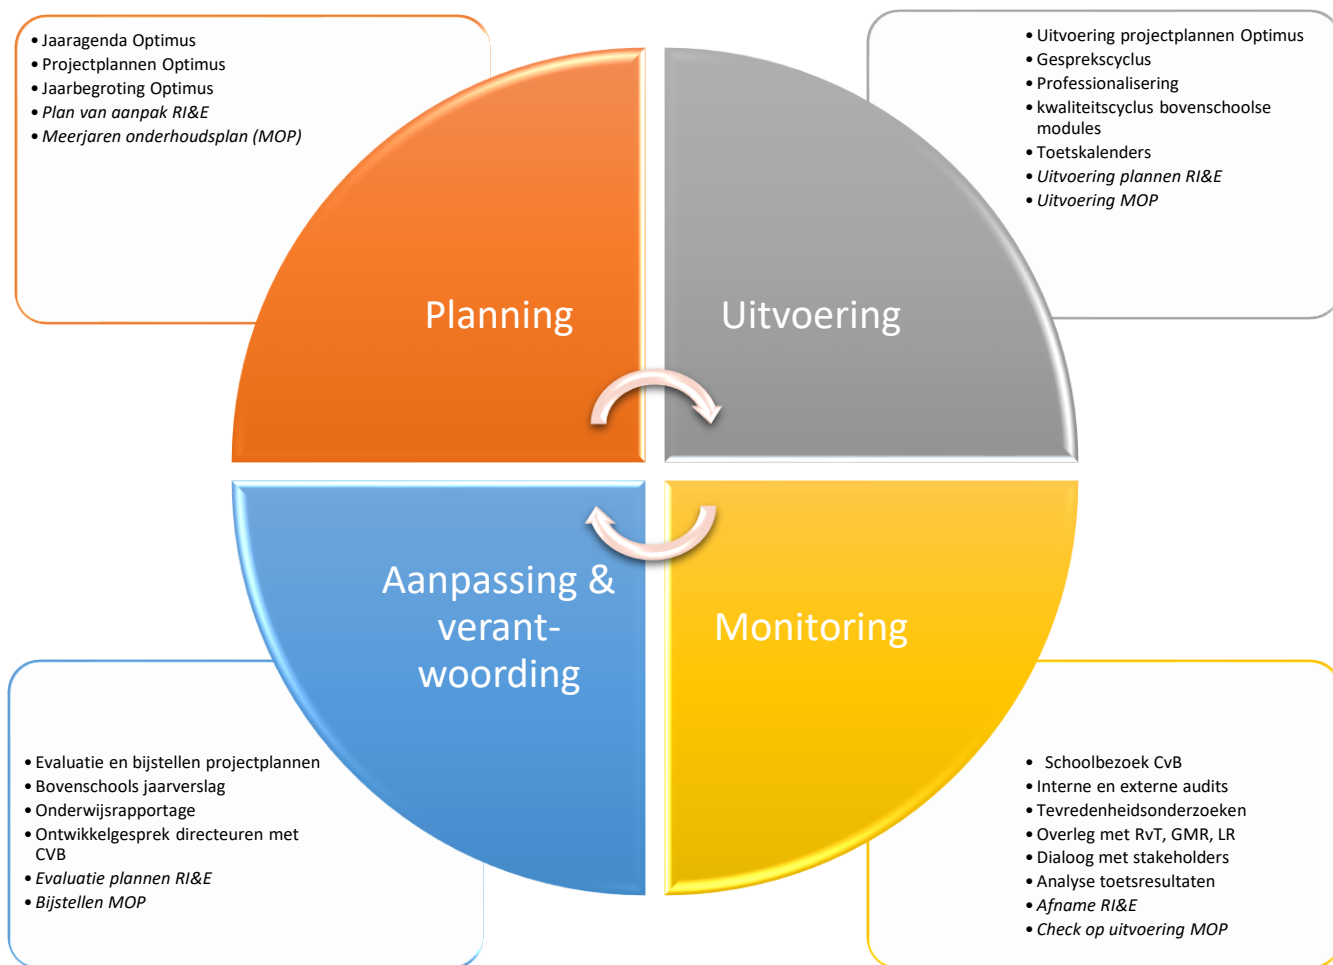 • Jaaragenda Optimus
• Projectplannen Optimus
• Jaarbegroting Optimus
• Plan van aanpak RI&E
• Meerjaren onderhoudsplan (MOP)
• Uitvoering projectplannen Optimus
• Gesprekscyclus
• Professionalisering
• kwaliteitscyclus bovenschoolse
modules
• Toetskalenders
• Uitvoering plannen RI&E
• Uitvoering MOP
Planning
Uitvoering
Aanpassing &
verant-
woording
Monitoring
• Evaluatie en bijstellen projectplannen
• Bovenschools jaarverslag
• Onderwijsrapportage
• Ontwikkelgesprek directeuren met
CVB
• Evaluatie plannen RI&E
• Bijstellen MOP
• Schoolbezoek CvB
• Interne en externe audits
• Tevredenheidsonderzoeken
• Overleg met RvT, GMR, LR
• Dialoog met stakeholders
• Analyse toetsresultaten
• Afname RI&E
• Check op uitvoering MOP